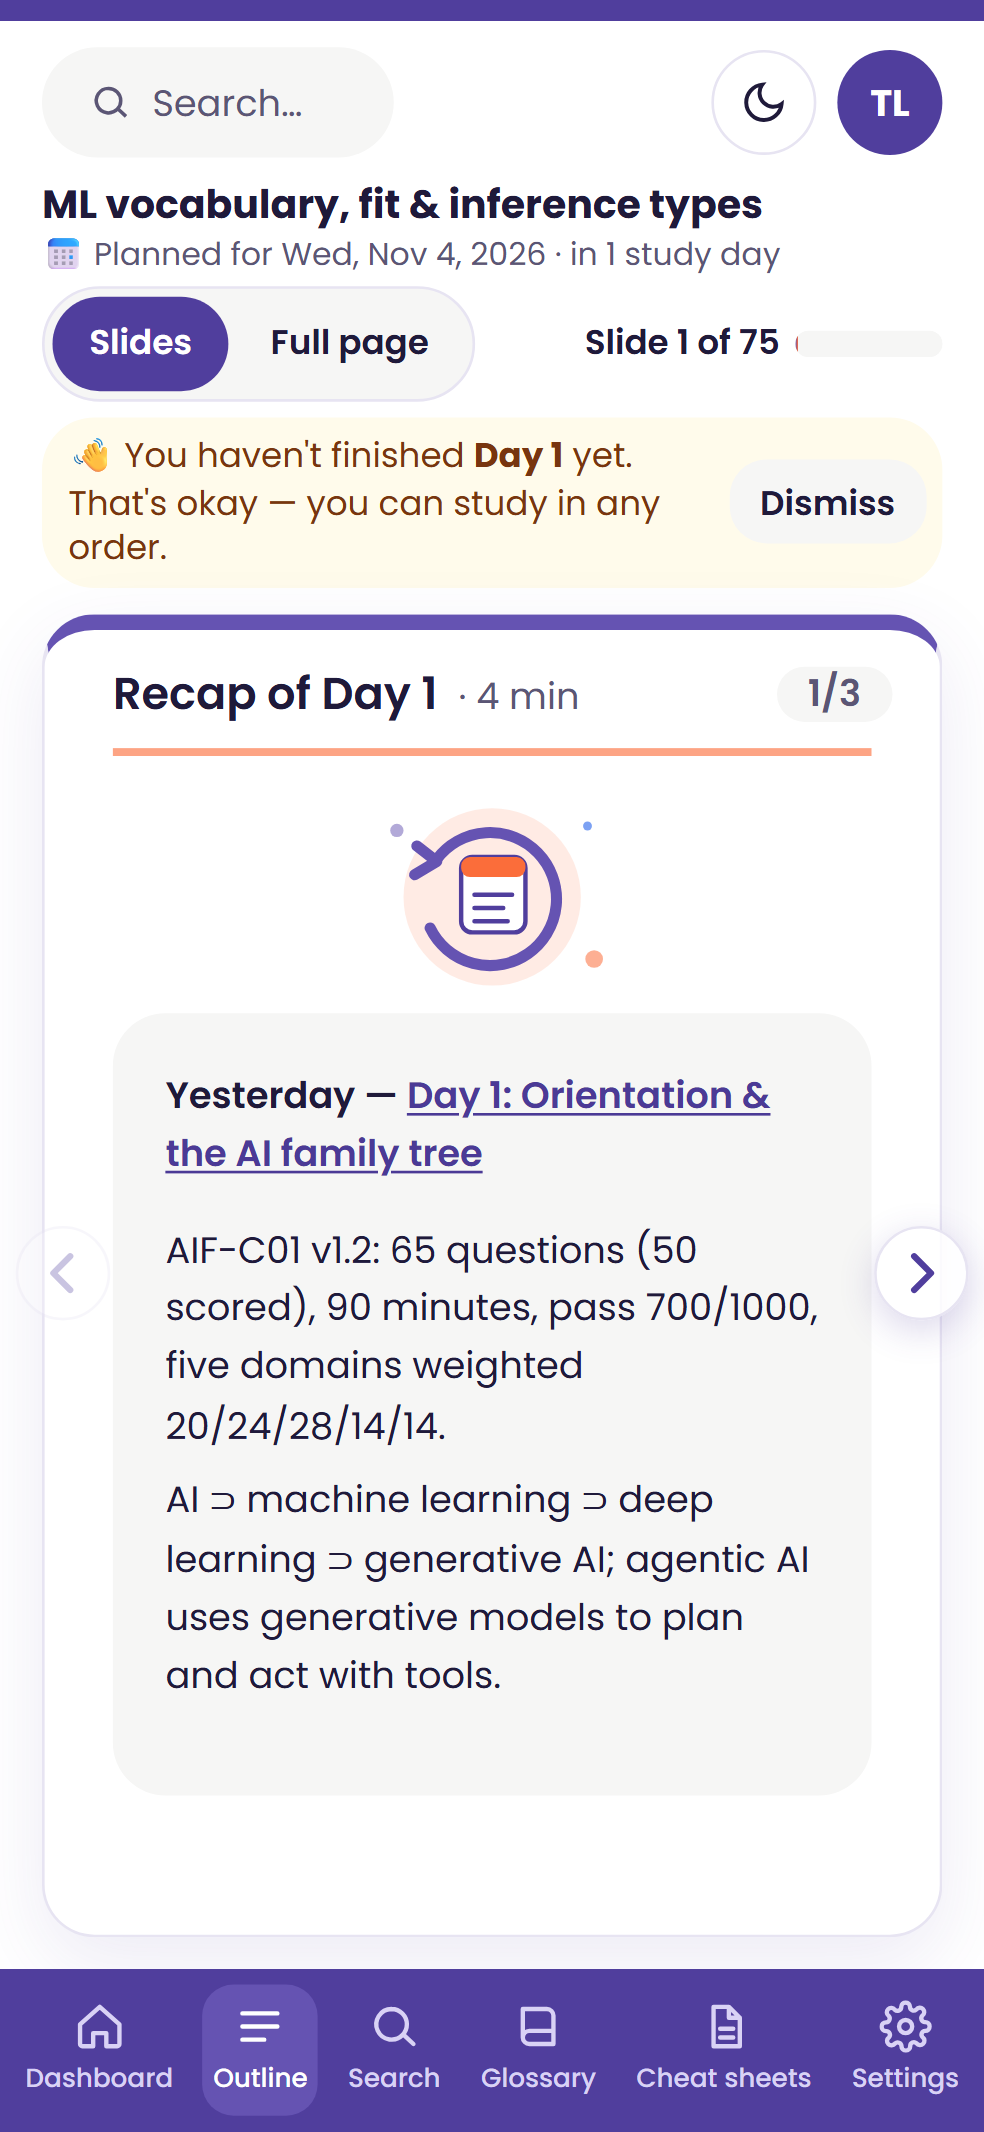 Search...
TL
ML vocabulary, fit & inference types
Planned for Wed, Nov 4, 2026 · in 1 study day
Slides
Full page
Slide 1 of 75
👋 You haven't finished Day 1 yet.
That's okay — you can study in any
order.
Dismiss
Recap of Day 1 · 4 min
1/3
Yesterday — Day 1: Orientation &
the AI family tree
AIF-C01 v1.2: 65 questions (50
scored), 90 minutes, pass 700/1000,
five domains weighted
20/24/28/14/14.
AI ⊃ machine learning ⊃ deep
learning ⊃ generative AI; agentic AI
uses generative models to plan
and act with tools.
Dashboard
Outline
Search
Glossary
Cheat sheets
Settings